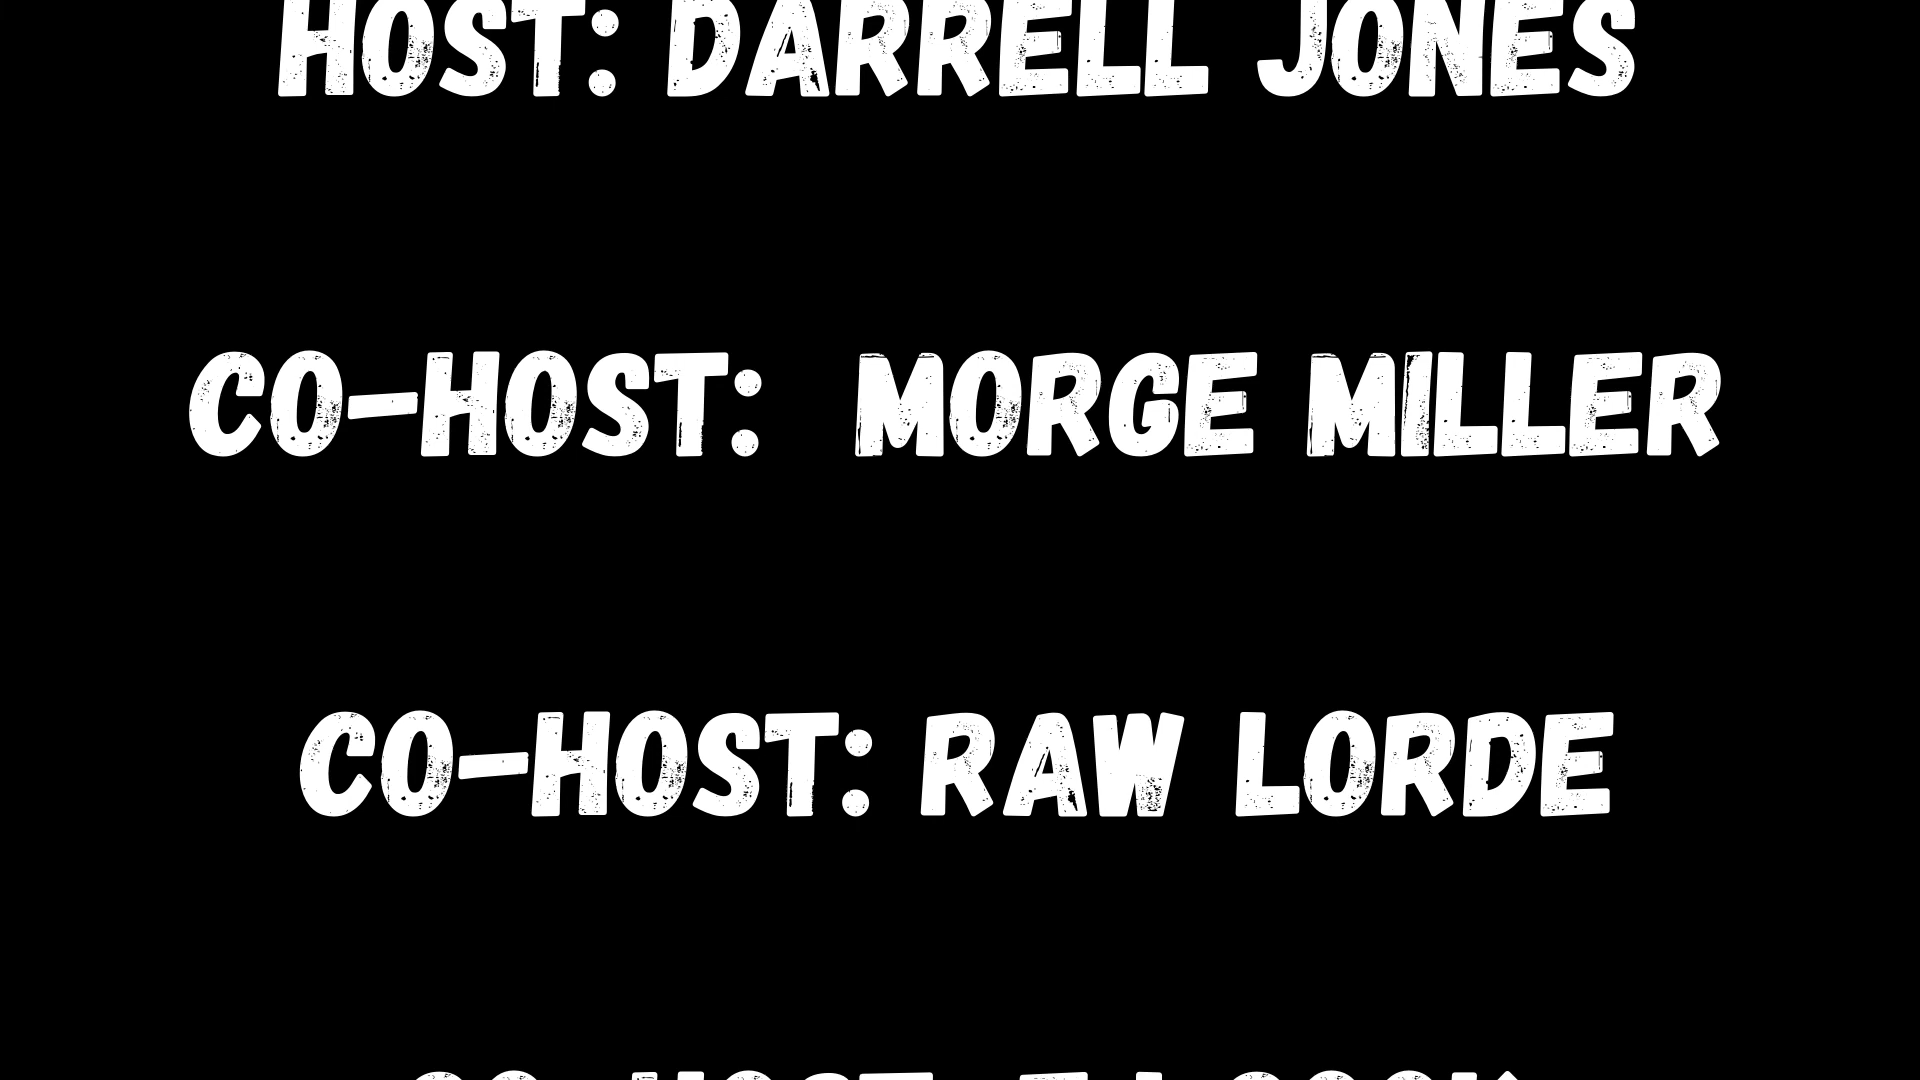 HOST: DARRELL JONES
CO-HOST: MORGE MILLER
CO-HOST: RAW LORDE